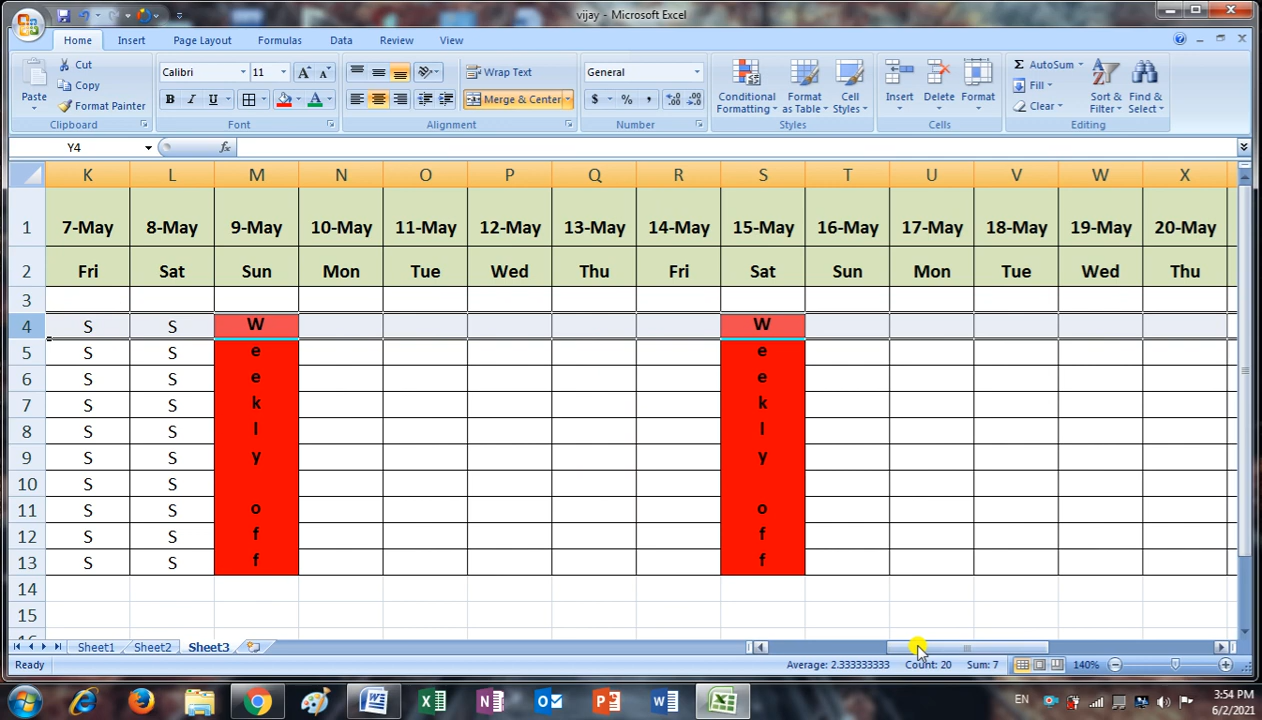 vijay - Microsoft Excel
Home Insert Page Layout Formulas Data Review View
Paste Cut Copy Format Painter
Calibri 11
B I U
Wrap Text
Merge & Center
General
$ % ,
Conditional Formatting Format as Table Cell Styles
Insert Delete Format
Σ AutoSum Fill Clear
Sort & Filter Find & Select
Clipboard Font Alignment Number Styles Cells Editing
Y4 fx
K L M N O P Q R S T U V W X
1 7-May 8-May 9-May 10-May 11-May 12-May 13-May 14-May 15-May 16-May 17-May 18-May 19-May 20-May
2 Fri Sat Sun Mon Tue Wed Thu Fri Sat Sun Mon Tue Wed Thu
3
4 S S W W
5 S S e e
6 S S e e
7 S S k k
8 S S l l
9 S S y y
10 S S
11 S S o o
12 S S f f
13 S S f f
14
15
16
Sheet1 Sheet2 Sheet3
Ready Average: 2.333333333 Count: 20 Sum: 7 140%
EN 3:54 PM
6/2/2021